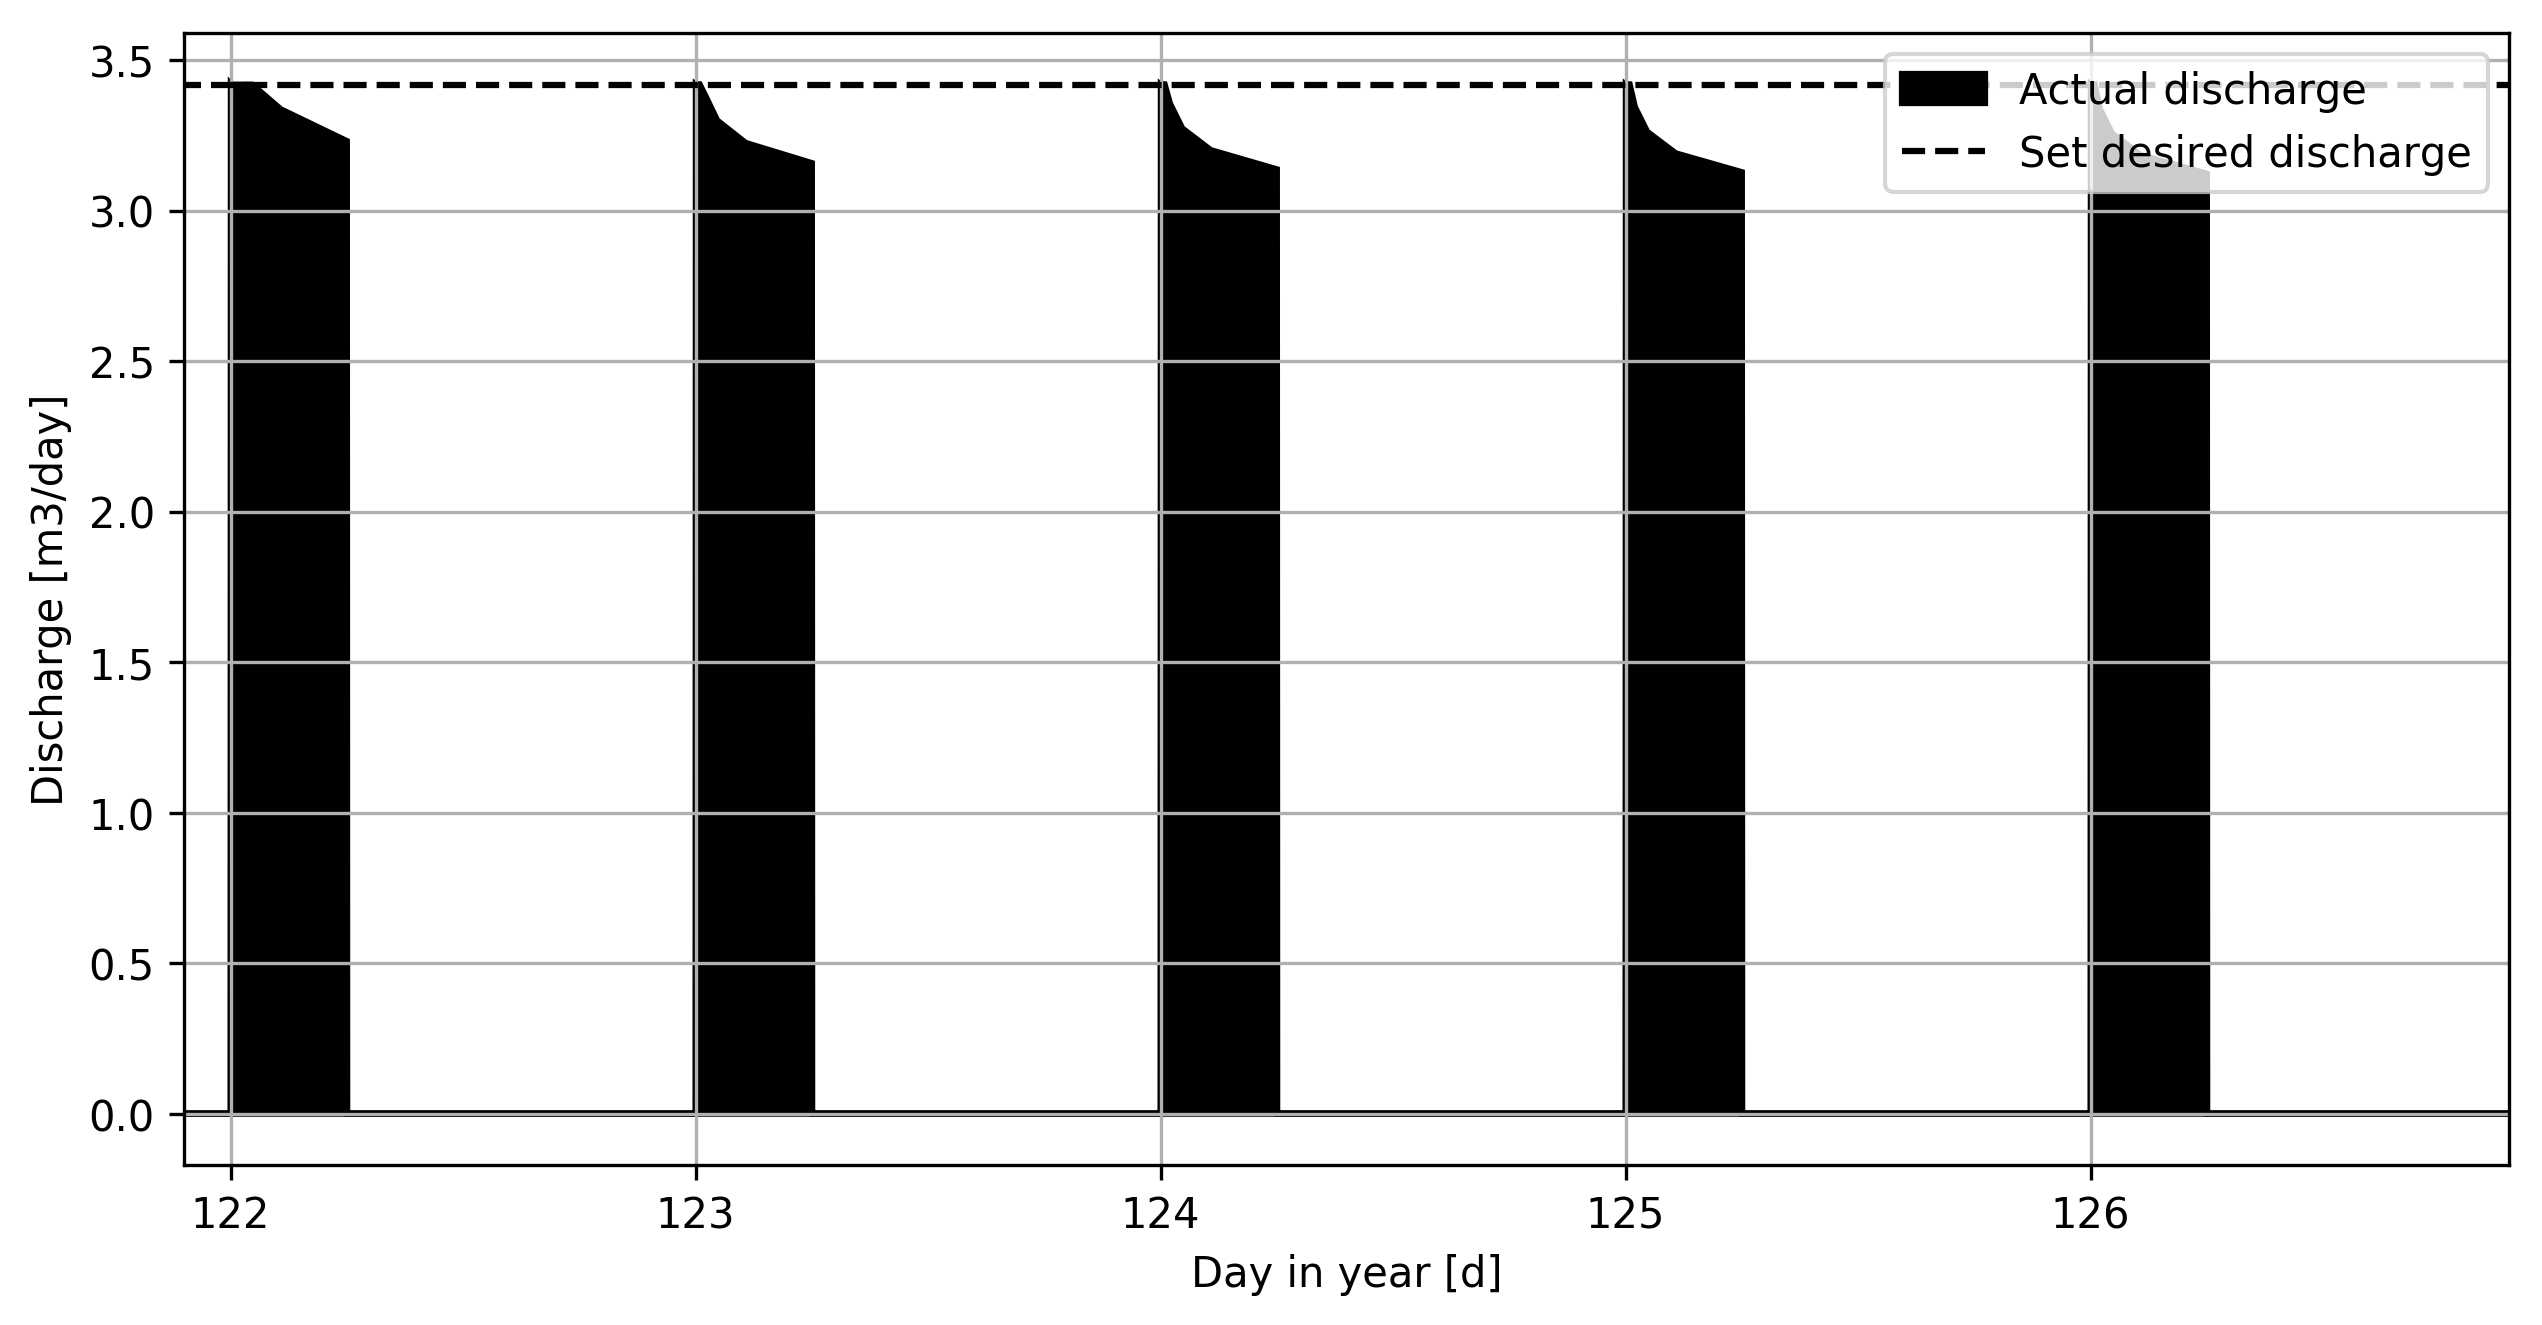 3.5
3.0
2.5
2.0
1.5
1.0
0.5
0.0
Discharge [m3/day]
Actual discharge
Set desired discharge
122 123 124 125 126
Day in year [d]